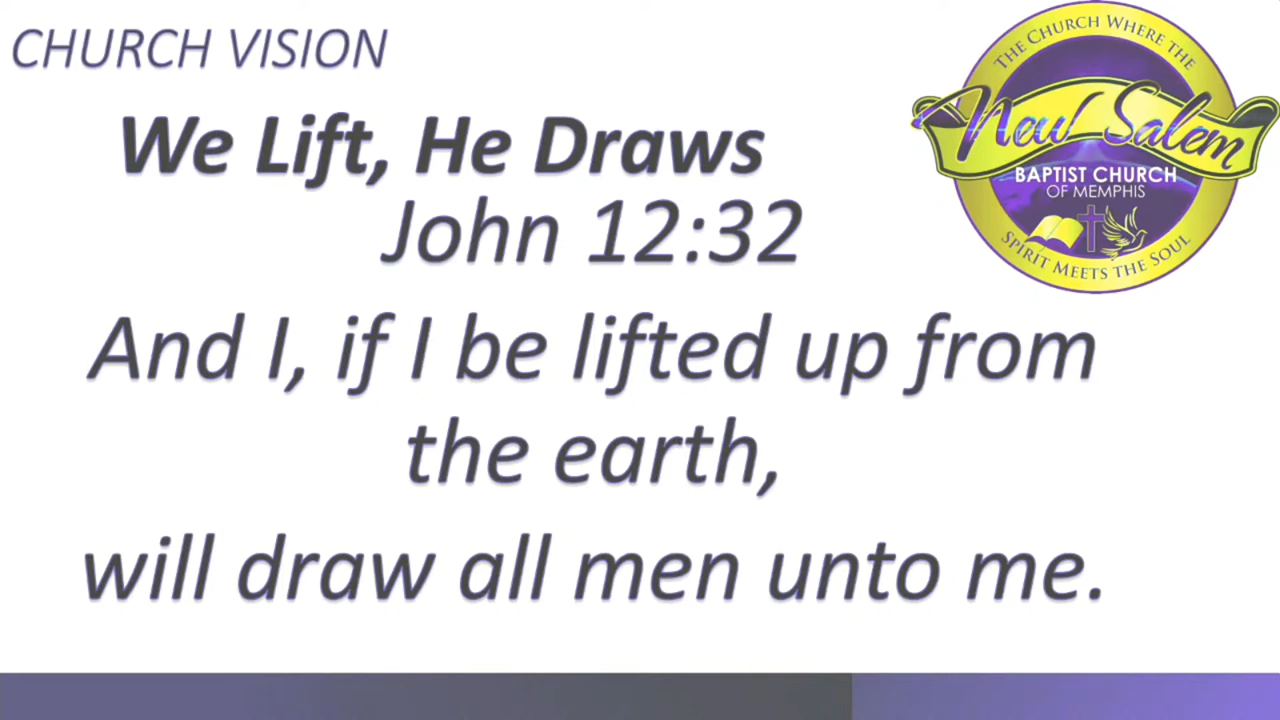 CHURCH VISION
We Lift, He Draws
John 12:32
And I, if I be lifted up from
the earth,
will draw all men unto me.
THE CHURCH WHERE THE
New Salem
BAPTIST CHURCH
OF MEMPHIS
SPIRIT MEETS THE SOUL